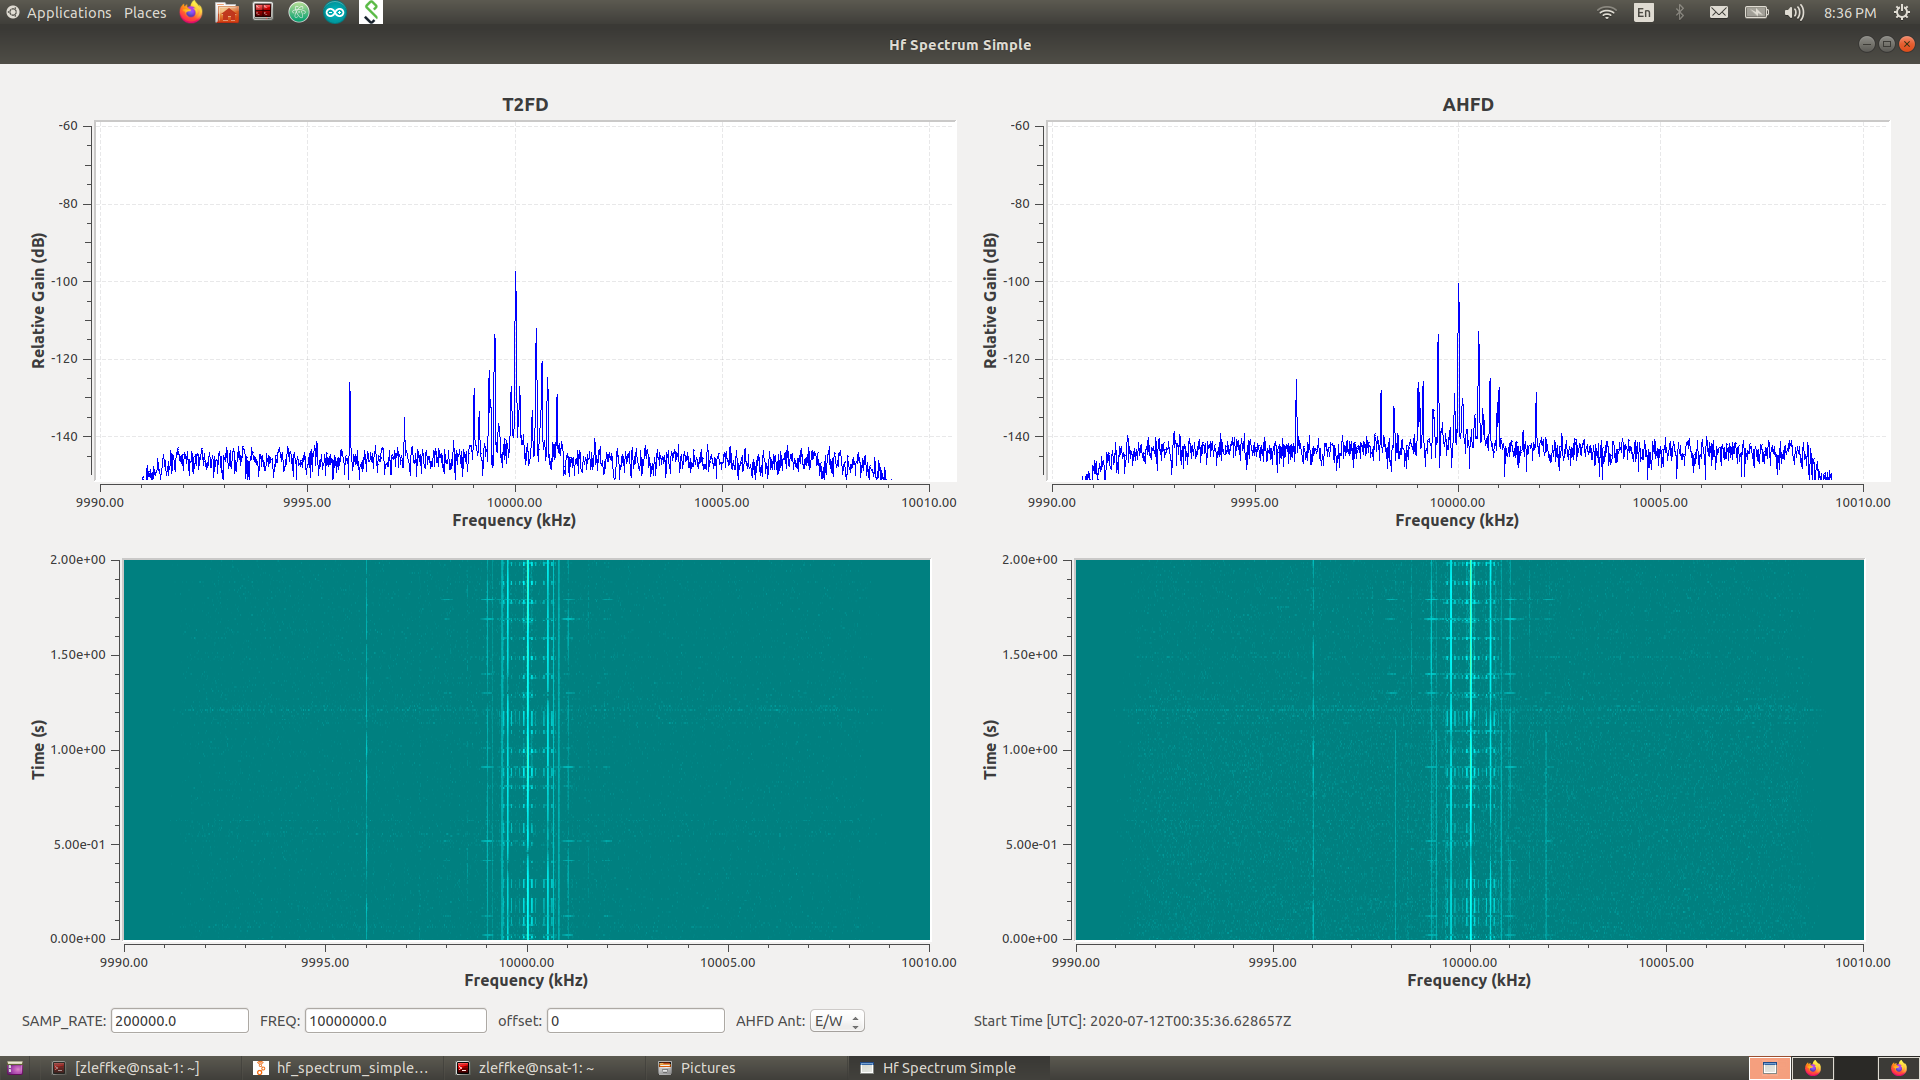 Applications Places En 8:36 PM
Hf Spectrum Simple
T2FD
-60
-80
-100
-120
-140
Relative Gain (dB)
9990.00 9995.00 10000.00 10005.00 10010.00
Frequency (kHz)
AHFD
-60
-80
-100
-120
-140
Relative Gain (dB)
9990.00 9995.00 10000.00 10005.00 10010.00
Frequency (kHz)
2.00e+00
1.50e+00
1.00e+00
5.00e-01
0.00e+00
Time (s)
9990.00 9995.00 10000.00 10005.00 10010.00
Frequency (kHz)
2.00e+00
1.50e+00
1.00e+00
5.00e-01
0.00e+00
Time (s)
9990.00 9995.00 10000.00 10005.00 10010.00
Frequency (kHz)
SAMP_RATE: 200000.0 FREQ: 10000000.0 offset: 0 AHFD Ant: E/W Start Time [UTC]: 2020-07-12T00:35:36.628657Z
[zleffke@nsat-1: ~] hf_spectrum_simple... zleffke@nsat-1: ~ Pictures Hf Spectrum Simple